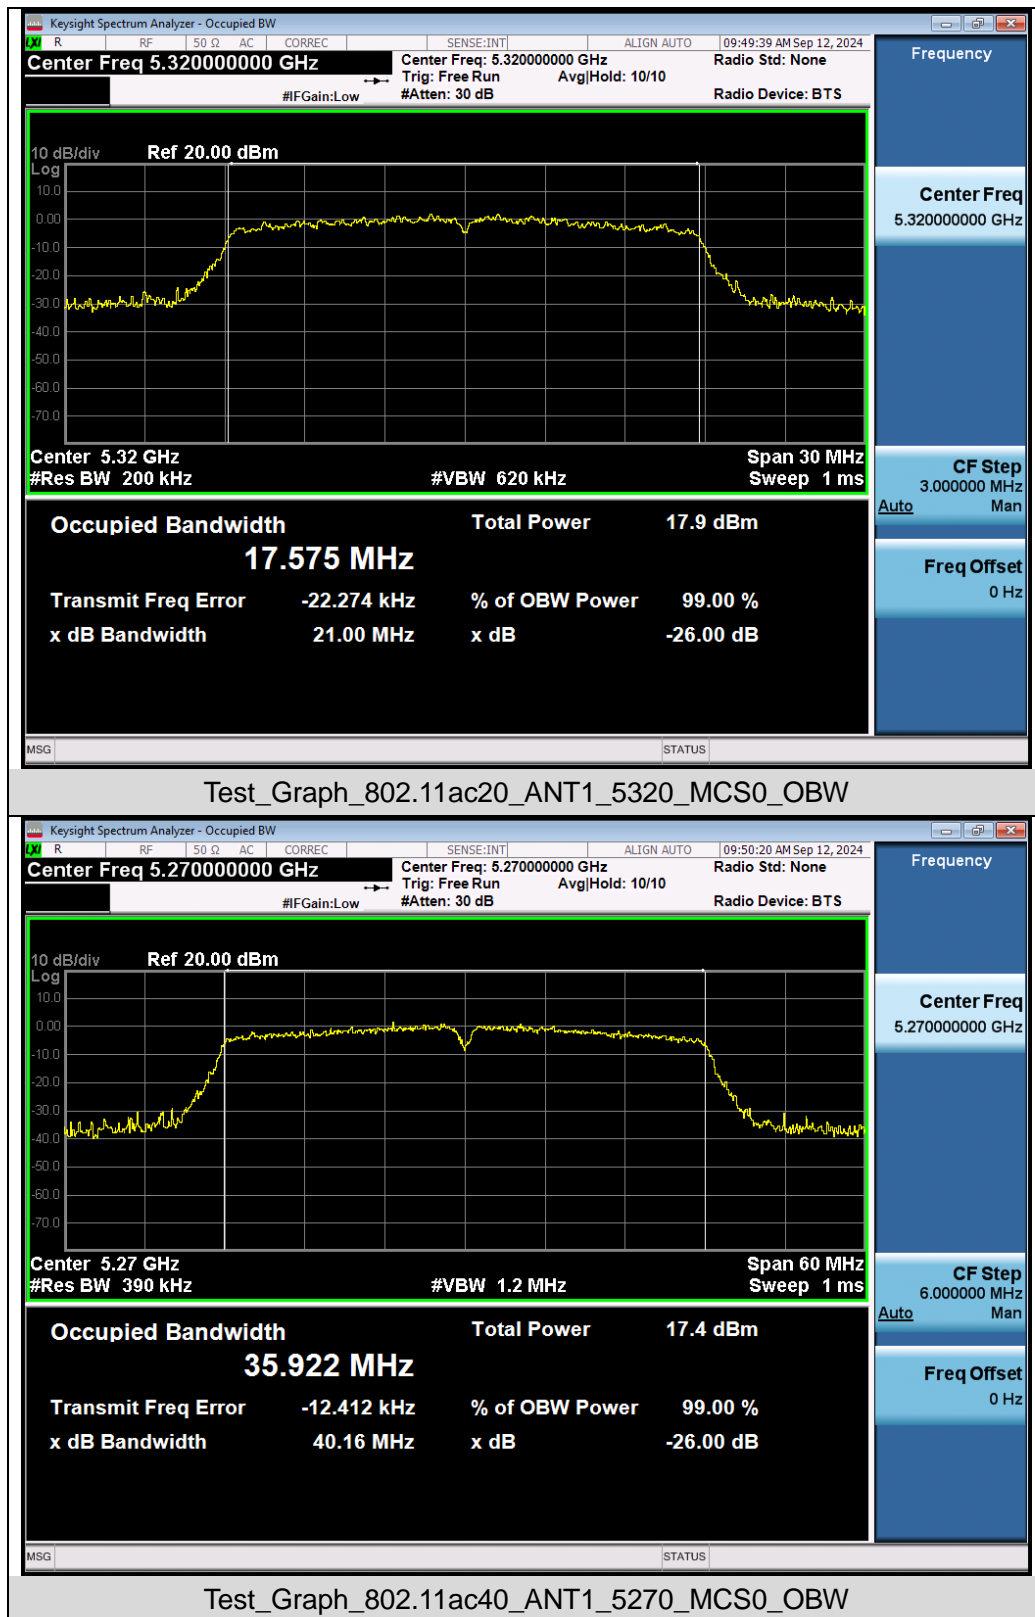 Keysight Spectrum Analyzer - Occupied BW
LXI R RF 50 Ω AC CORREC SENSE:INT ALIGN AUTO 09:49:39 AM Sep 12, 2024
Center Freq 5.320000000 GHz
Center Freq: 5.320000000 GHz
Radio Std: None
Trig: Free Run Avg|Hold: 10/10
#IFGain:Low
#Atten: 30 dB
Radio Device: BTS
Frequency
10 dB/div Ref 20.00 dBm
Log
10.0
0.00
-10.0
-20.0
-30.0
-40.0
-50.0
-60.0
-70.0
Center Freq
5.320000000 GHz
Center 5.32 GHz Span 30 MHz
#Res BW 200 kHz #VBW 620 kHz Sweep 1 ms
CF Step
3.000000 MHz
Auto Man
Occupied Bandwidth Total Power 17.9 dBm
17.575 MHz
Freq Offset
0 Hz
Transmit Freq Error -22.274 kHz % of OBW Power 99.00 %
x dB Bandwidth 21.00 MHz x dB -26.00 dB
MSG STATUS
Test_Graph_802.11ac20_ANT1_5320_MCS0_OBW
Keysight Spectrum Analyzer - Occupied BW
LXI R RF 50 Ω AC CORREC SENSE:INT ALIGN AUTO 09:50:20 AM Sep 12, 2024
Center Freq 5.270000000 GHz
Center Freq: 5.270000000 GHz
Radio Std: None
Trig: Free Run Avg|Hold: 10/10
#IFGain:Low
#Atten: 30 dB
Radio Device: BTS
Frequency
10 dB/div Ref 20.00 dBm
Log
10.0
0.00
-10.0
-20.0
-30.0
-40.0
-50.0
-60.0
-70.0
Center Freq
5.270000000 GHz
Center 5.27 GHz Span 60 MHz
#Res BW 390 kHz #VBW 1.2 MHz Sweep 1 ms
CF Step
6.000000 MHz
Auto Man
Occupied Bandwidth Total Power 17.4 dBm
35.922 MHz
Freq Offset
0 Hz
Transmit Freq Error -12.412 kHz % of OBW Power 99.00 %
x dB Bandwidth 40.16 MHz x dB -26.00 dB
MSG STATUS
Test_Graph_802.11ac40_ANT1_5270_MCS0_OBW